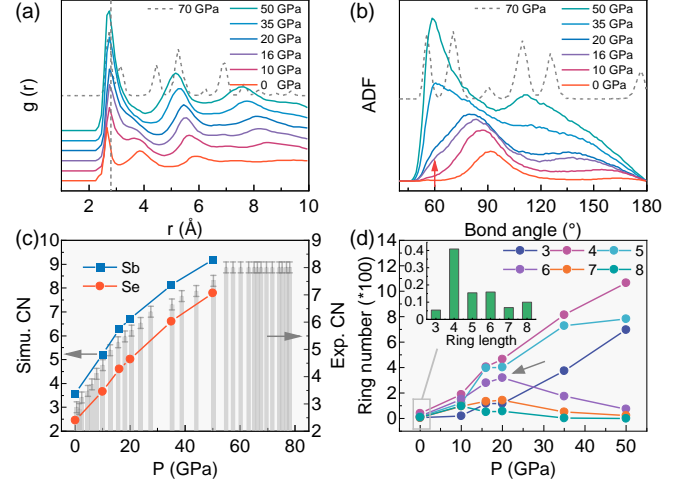 (a)
70 GPa
50 GPa
35 GPa
20 GPa
16 GPa
10 GPa
0 GPa
g (r)
2 4 6 8 10
r (Å)
(b)
70 GPa
50 GPa
35 GPa
20 GPa
16 GPa
10 GPa
0 GPa
ADF
0 30 60 90 120 150 180
Bond angle (°)
(c)
Sb
Se
Simu. CN
10
9
8
7
6
5
4
3
2
Exp. CN
9
8
7
6
5
4
3
2
0 20 40 60 80
P (GPa)
(d)
3 4 5
6 7 8
Ring number (*100)
14
12
10
8
6
4
2
0
0.4
0.2
0.0
3 4 5 6 7 8
Ring length
0 10 20 30 40 50
P (GPa)